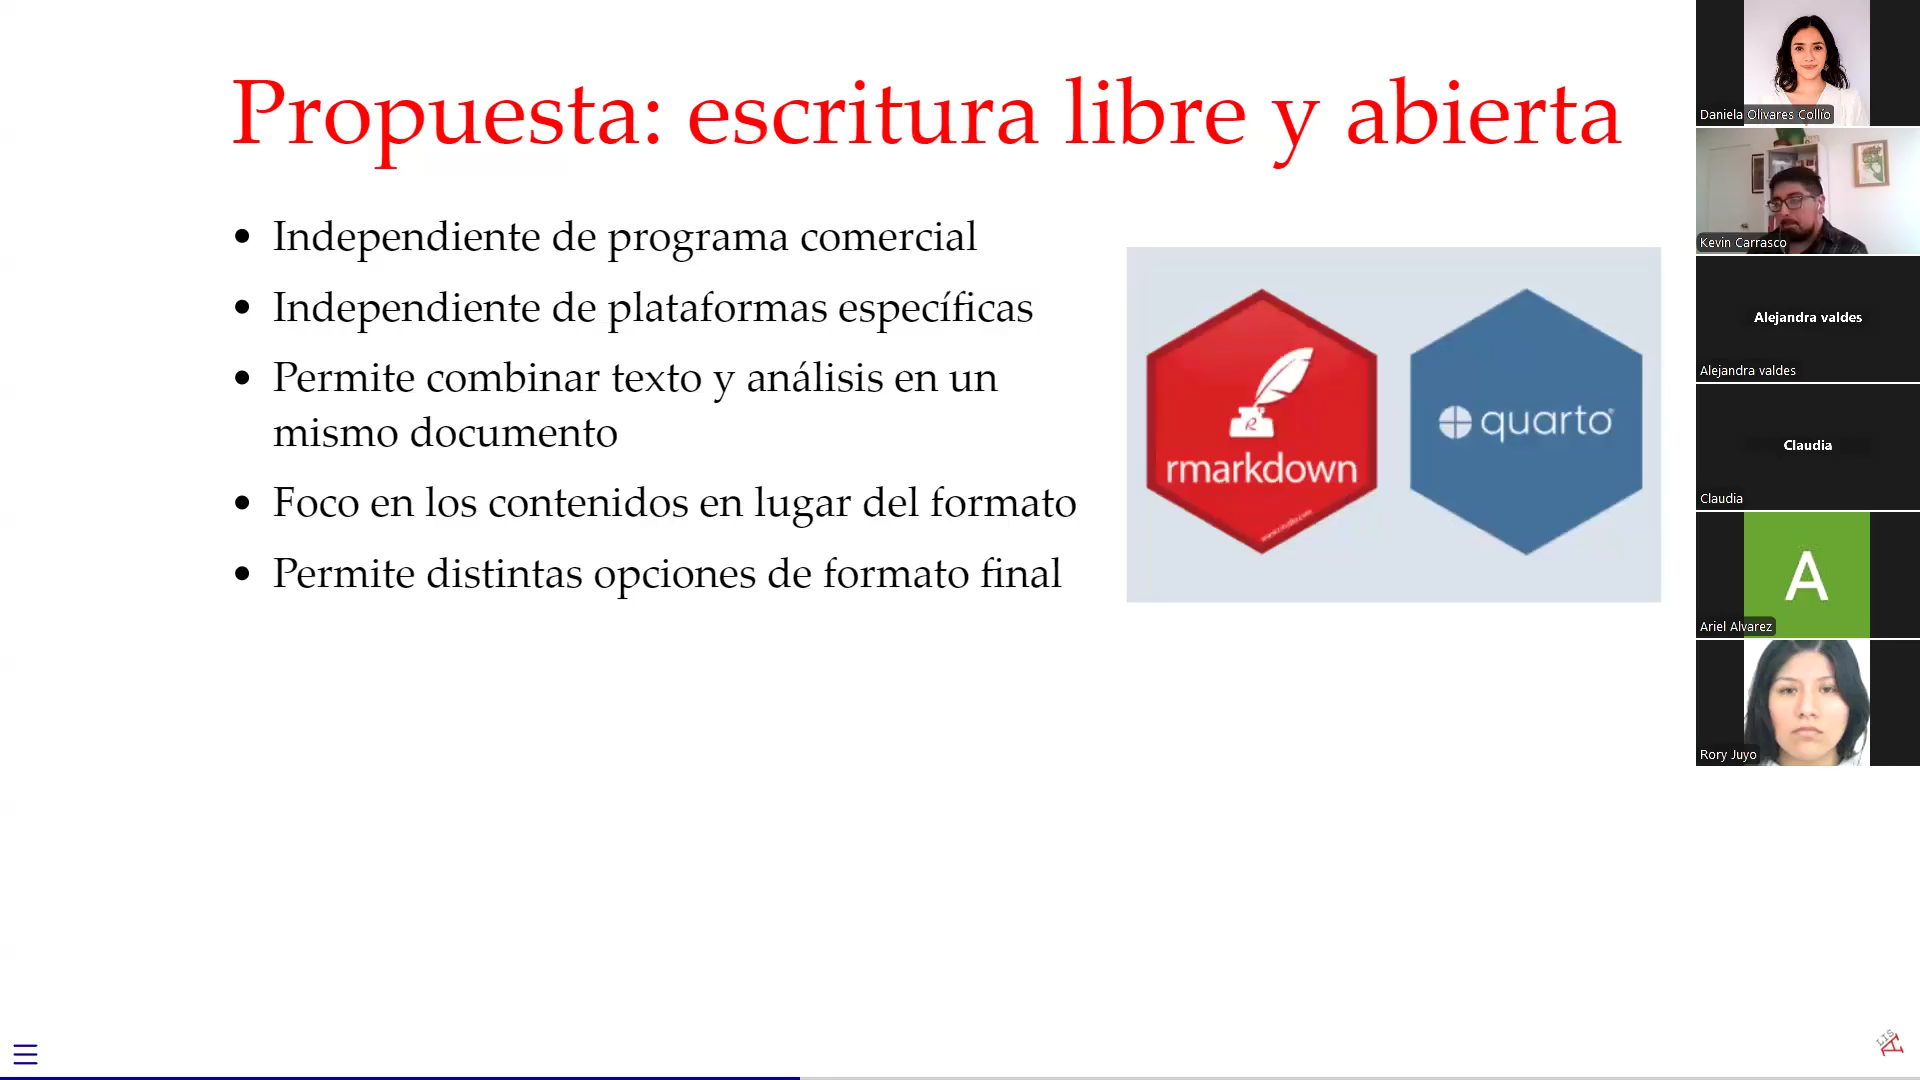 Propuesta: escritura libre y abierta
Independiente de programa comercial
Independiente de plataformas específicas
Permite combinar texto y análisis en un
mismo documento
Foco en los contenidos en lugar del formato
Permite distintas opciones de formato final
R
rmarkdown
quarto
Daniela Olivares Collío
Kevin Carrasco
Alejandra valdes
Alejandra valdes
Claudia
Claudia
A
Ariel Alvarez
Rory Juyo
LIS
A